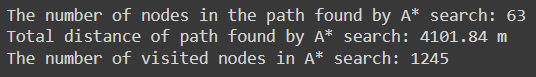 The number of nodes in the path found by A* search: 63
Total distance of path found by A* search: 4101.84 m
The number of visited nodes in A* search: 1245